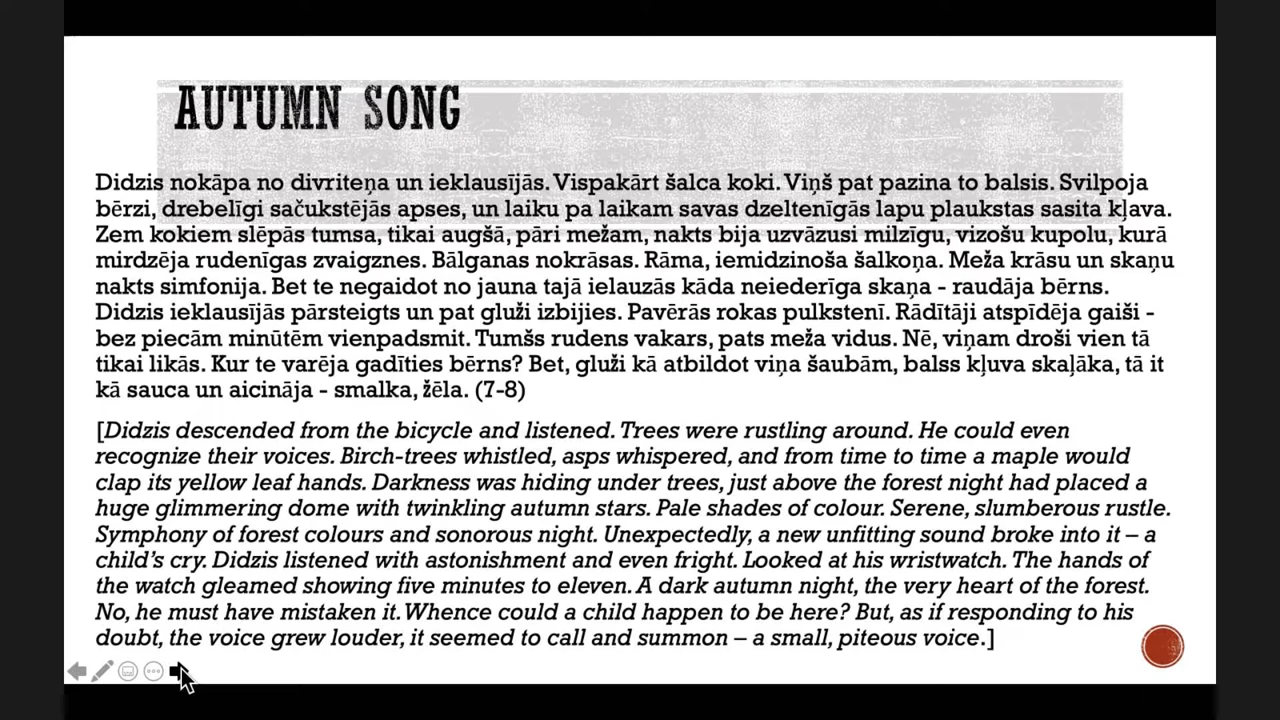 AUTUMN SONG
Didzis nokāpa no divriteņa un ieklausījās. Vispakārt šalca koki. Viņš pat pazina to balsis. Svilpoja
bērzi, drebelīgi sačukstējās apses, un laiku pa laikam savas dzeltenīgās lapu plaukstas sasita kļava.
Zem kokiem slēpās tumsa, tikai augšā, pāri mežam, nakts bija uzvāzusi milzīgu, vizošu kupolu, kurā
mirdzēja rudenīgas zvaigznes. Bālganas nokrāsas. Rāma, iemidzinoša šalkoņa. Meža krāsu un skaņu
nakts simfonija. Bet te negaidot no jauna tajā ielauzās kāda neiederīga skaņa - raudāja bērns.
Didzis ieklausījās pārsteigts un pat gluži izbijies. Pavērās rokas pulkstenī. Rādītāji atspīdēja gaiši -
bez piecām minūtēm vienpadsmit. Tumšs rudens vakars, pats meža vidus. Nē, viņam droši vien tā
tikai likās. Kur te varēja gadīties bērns? Bet, gluži kā atbildot viņa šaubām, balss kļuva skaļāka, tā it
kā sauca un aicināja - smalka, žēla. (7-8)
[Didzis descended from the bicycle and listened. Trees were rustling around. He could even
recognize their voices. Birch-trees whistled, asps whispered, and from time to time a maple would
clap its yellow leaf hands. Darkness was hiding under trees, just above the forest night had placed a
huge glimmering dome with twinkling autumn stars. Pale shades of colour. Serene, slumberous rustle.
Symphony of forest colours and sonorous night. Unexpectedly, a new unfitting sound broke into it – a
child's cry. Didzis listened with astonishment and even fright. Looked at his wristwatch. The hands of
the watch gleamed showing five minutes to eleven. A dark autumn night, the very heart of the forest.
No, he must have mistaken it. Whence could a child happen to be here? But, as if responding to his
doubt, the voice grew louder, it seemed to call and summon – a small, piteous voice.]